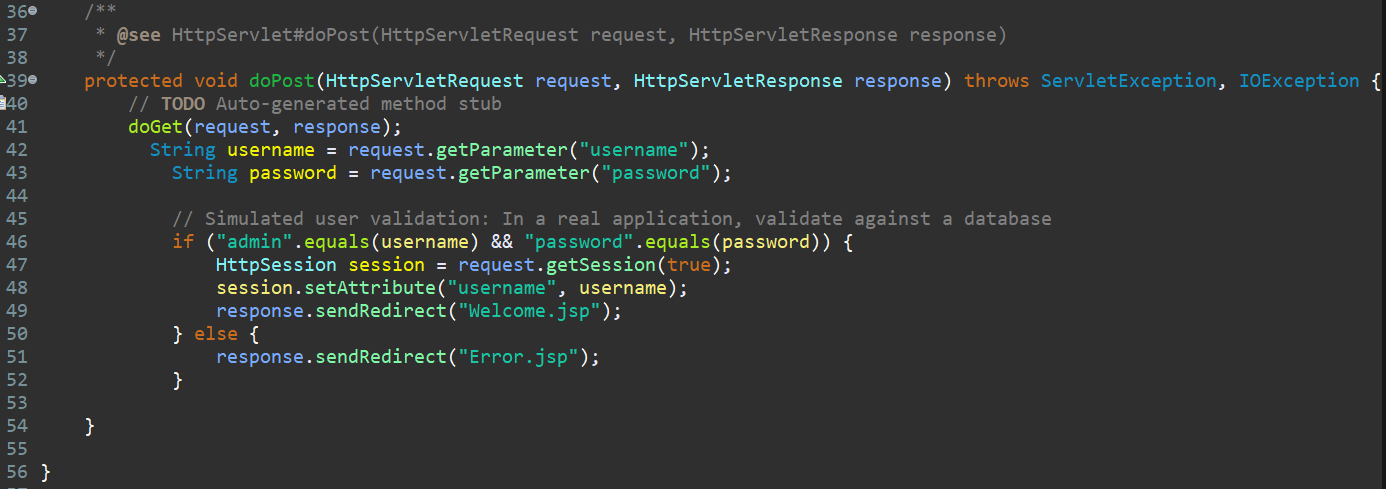 36 /**
37 * @see HttpServlet#doPost(HttpServletRequest request, HttpServletResponse response)
38 */
39 protected void doPost(HttpServletRequest request, HttpServletResponse response) throws ServletException, IOException {
40 // TODO Auto-generated method stub
41 doGet(request, response);
42 String username = request.getParameter("username");
43 String password = request.getParameter("password");
44
45 // Simulated user validation: In a real application, validate against a database
46 if ("admin".equals(username) && "password".equals(password)) {
47 HttpSession session = request.getSession(true);
48 session.setAttribute("username", username);
49 response.sendRedirect("Welcome.jsp");
50 } else {
51 response.sendRedirect("Error.jsp");
52 }
53
54 }
55
56 }